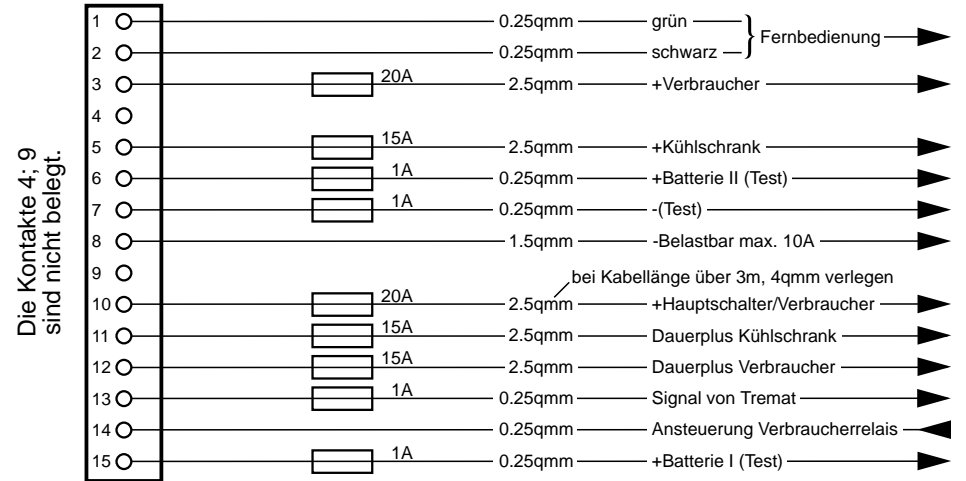 Die Kontakte 4; 9
sind nicht belegt.
1 0.25qmm grün
2 0.25qmm schwarz
Fernbedienung
3 20A 2.5qmm +Verbraucher
4
5 15A 2.5qmm +Kühlschrank
6 1A 0.25qmm +Batterie II (Test)
7 1A 0.25qmm -(Test)
8 1.5qmm -Belastbar max. 10A
9
bei Kabellänge über 3m, 4qmm verlegen
10 20A 2.5qmm +Hauptschalter/Verbraucher
11 15A 2.5qmm Dauerplus Kühlschrank
12 15A 2.5qmm Dauerplus Verbraucher
13 1A 0.25qmm Signal von Tremat
14 0.25qmm Ansteuerung Verbraucherrelais
15 1A 0.25qmm +Batterie I (Test)